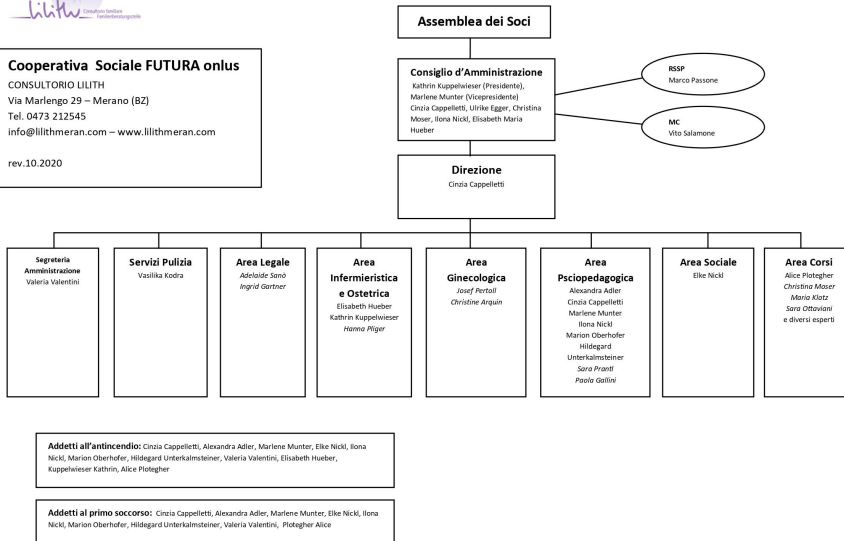 Lilith Consultorio familiare
Familienberatungsstelle
Assemblea dei Soci
Cooperativa Sociale FUTURA onlus
CONSULTORIO LILITH
Via Marlengo 29 – Merano (BZ)
Tel. 0473 212545
info@lilithmeran.com – www.lilithmeran.com
rev.10.2020
Consiglio d'Amministrazione
Kathrin Kuppelwieser (Presidente),
Marlene Munter (Vicepresidente)
Cinzia Cappelletti, Ulrike Egger, Christina
Moser, Ilona Nickl, Elisabeth Maria
Hueber
RSSP
Marco Passone
MC
Vito Salamone
Direzione
Cinzia Cappelletti
Segreteria
Amministrazione
Valeria Valentini
Servizi Pulizia
Vasilika Kodra
Area Legale
Adelaide Sanò
Ingrid Gartner
Area
Infermieristica
e Ostetrica
Elisabeth Hueber
Kathrin Kuppelwieser
Hanna Pliger
Area
Ginecologica
Josef Pertoll
Christine Arquin
Area
Psciopedagogica
Alexandra Adler
Cinzia Cappelletti
Marlene Munter
Ilona Nickl
Marion Oberhofer
Hildegard
Unterkalmsteiner
Sara Prantl
Paola Gallini
Area Sociale
Elke Nickl
Area Corsi
Alice Plotegher
Christina Moser
Maria Klotz
Sara Ottaviani
e diversi esperti
Addetti all'antincendio: Cinzia Cappelletti, Alexandra Adler, Marlene Munter, Elke Nickl, Ilona
Nickl, Marion Oberhofer, Hildegard Unterkalmsteiner, Valeria Valentini, Elisabeth Hueber,
Kuppelwieser Kathrin, Alice Plotegher
Addetti al primo soccorso: Cinzia Cappelletti, Alexandra Adler, Marlene Munter, Elke Nickl, Ilona
Nickl, Marion Oberhofer, Hildegard Unterkalmsteiner, Valeria Valentini, Plotegher Alice